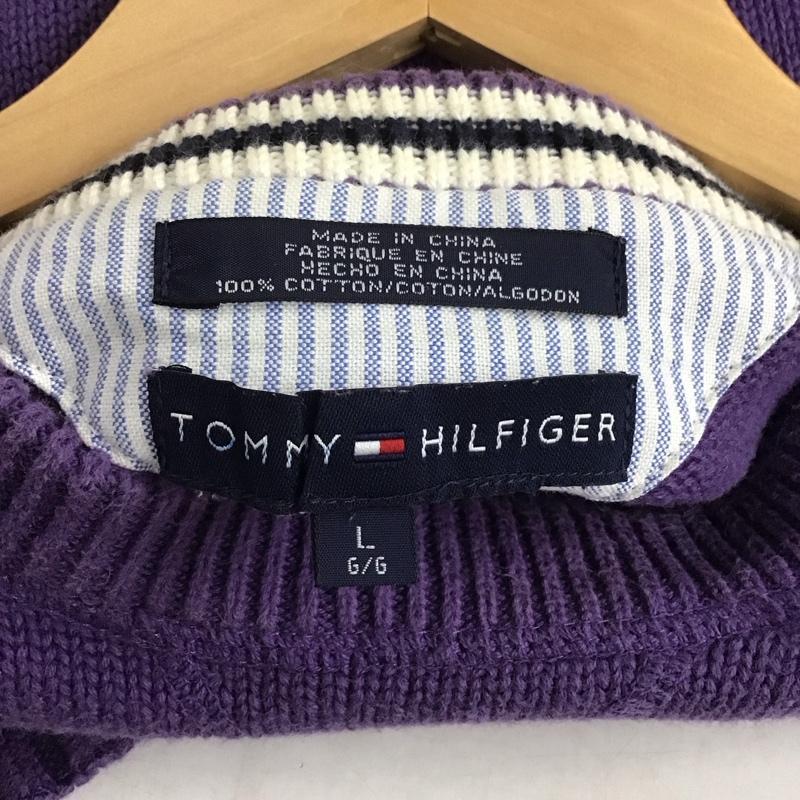 MADE IN CHINA
FABRIQUE EN CHINE
HECHO EN CHINA
100% COTTON/COTON/ALGODON
TOMMY HILFIGER
L
G/G